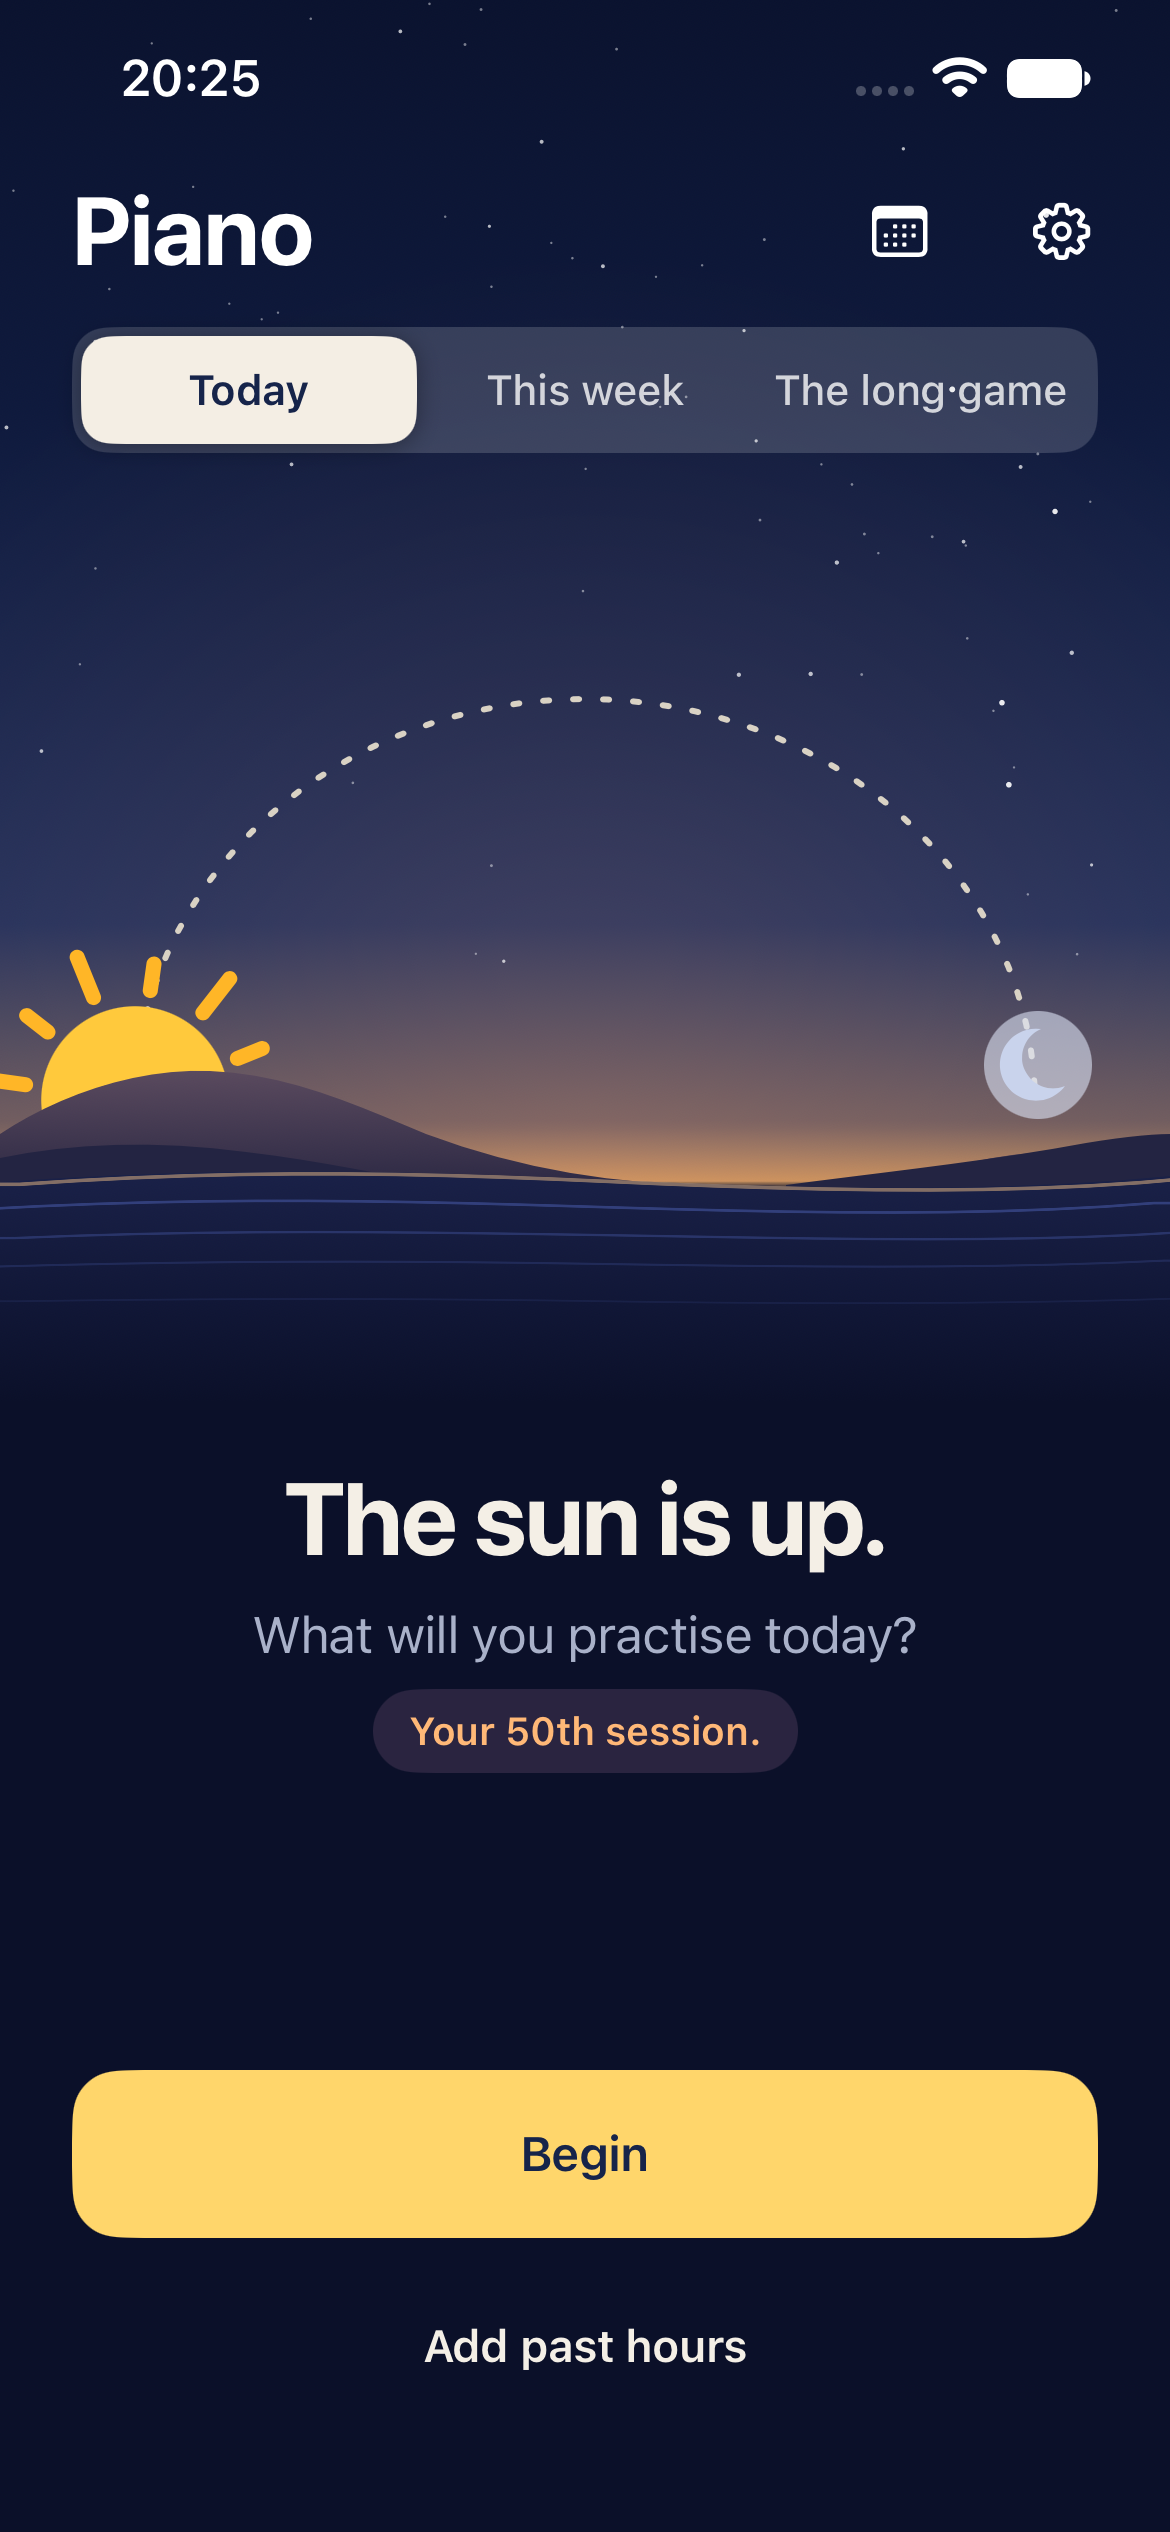 20:25
Piano
Today
This week
The long game
The sun is up.
What will you practise today?
Your 50th session.
Begin
Add past hours